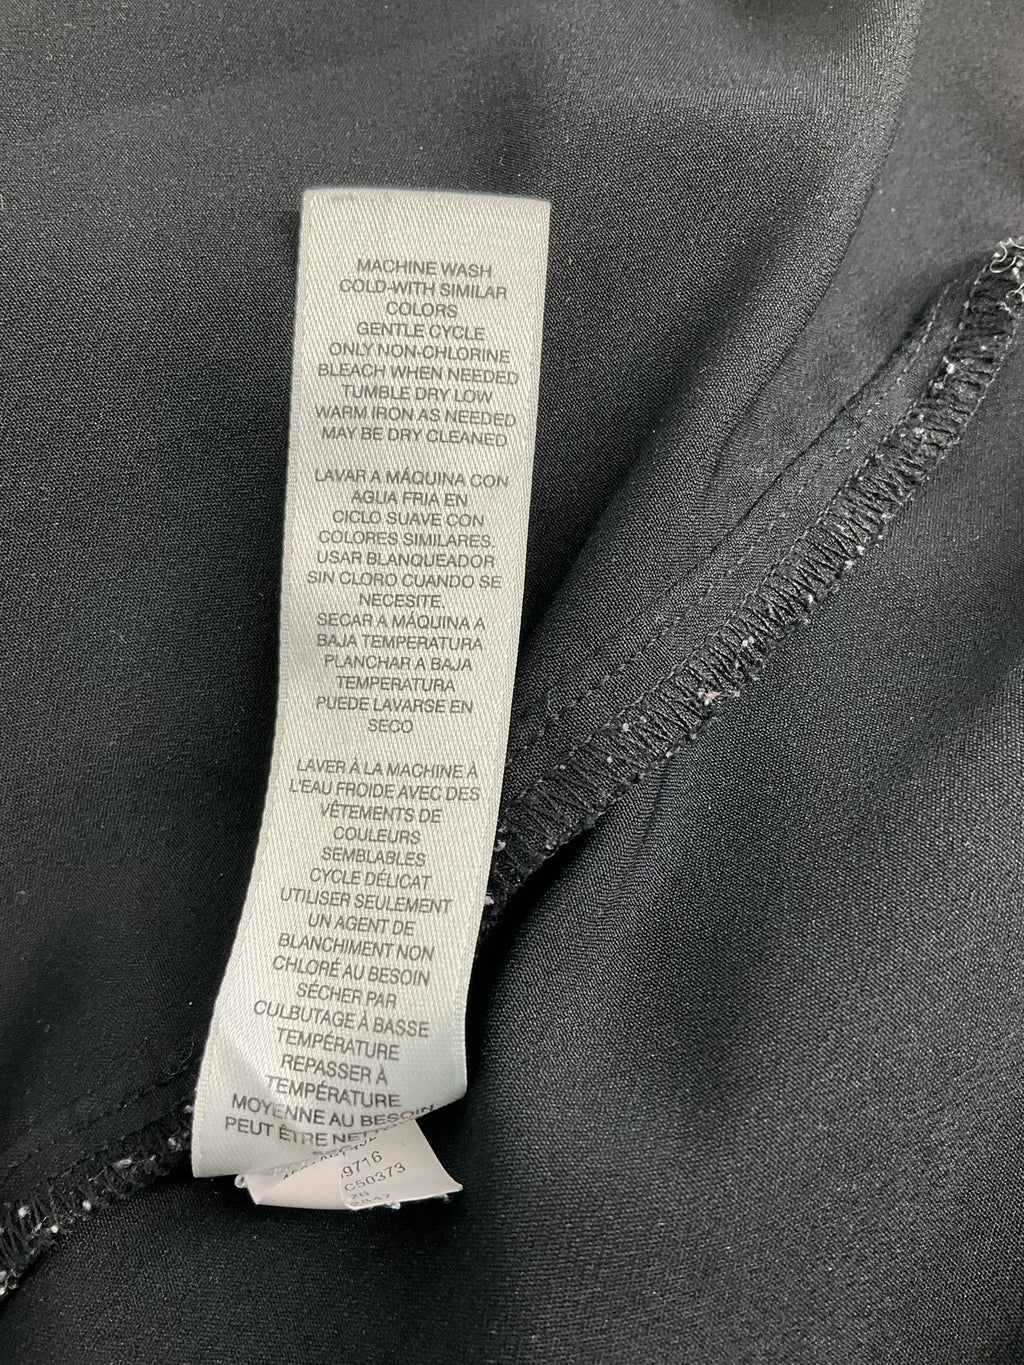 MACHINE WASH
COLD-WITH SIMILAR
COLORS
GENTLE CYCLE
ONLY NON-CHLORINE
BLEACH WHEN NEEDED
TUMBLE DRY LOW
WARM IRON AS NEEDED
MAY BE DRY CLEANED
LAVAR A MÁQUINA CON
AGUA FRIA EN
CICLO SUAVE CON
COLORES SIMILARES.
USAR BLANQUEADOR
SIN CLORO CUANDO SE
NECESITE.
SECAR A MÁQUINA A
BAJA TEMPERATURA
PLANCHAR A BAJA
TEMPERATURA
PUEDE LAVARSE EN
SECO
LAVER À LA MACHINE À
L'EAU FROIDE AVEC DES
VÊTEMENTS DE
COULEURS
SEMBLABLES
CYCLE DÉLICAT
UTILISER SEULEMENT
UN AGENT DE
BLANCHIMENT NON
CHLORÉ AU BESOIN
SÉCHER PAR
CULBUTAGE À BASSE
TEMPÉRATURE
REPASSER À
TEMPÉRATURE
MOYENNE AU BESOIN
PEUT ÊTRE
9716
C50373